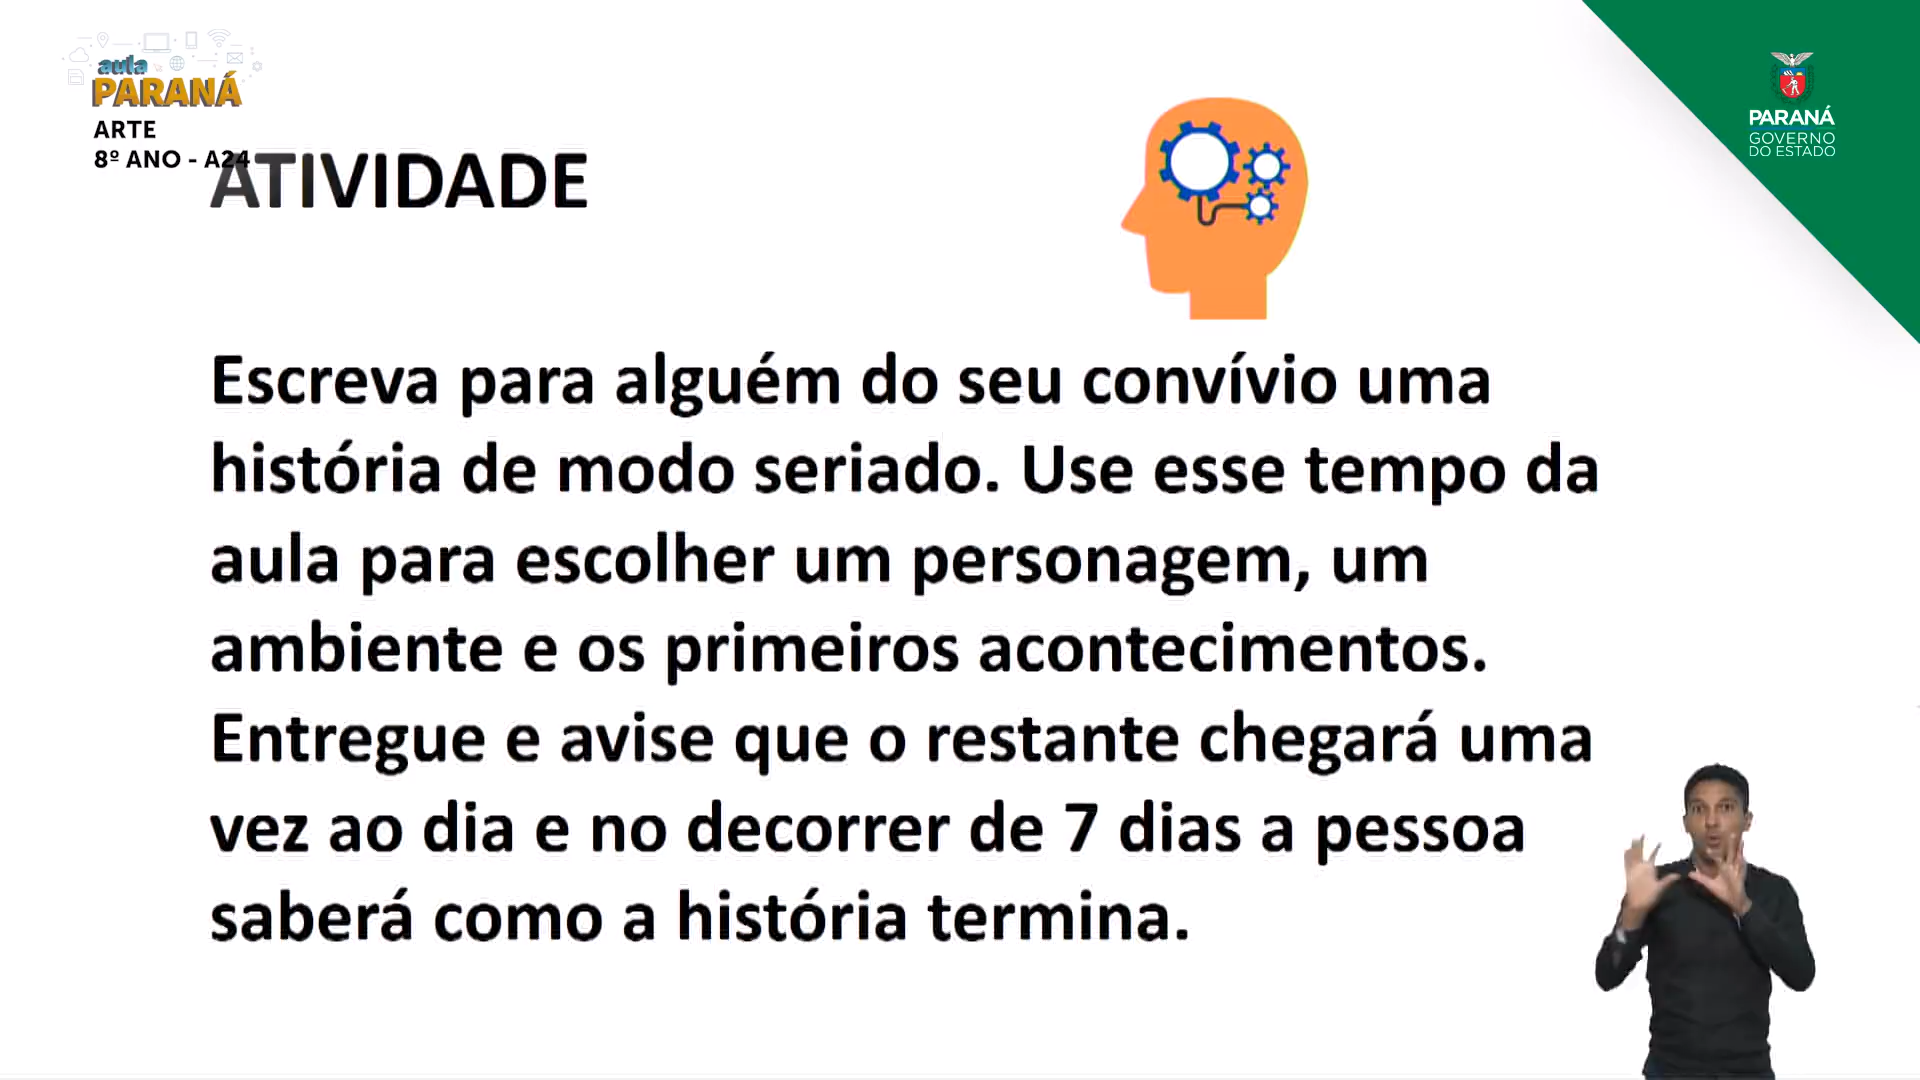 aula
PARANÁ
ARTE
8º ANO - A24
ATIVIDADE
PARANÁ
GOVERNO
DO ESTADO
Escreva para alguém do seu convívio uma
história de modo seriado. Use esse tempo da
aula para escolher um personagem, um
ambiente e os primeiros acontecimentos.
Entregue e avise que o restante chegará uma
vez ao dia e no decorrer de 7 dias a pessoa
saberá como a história termina.